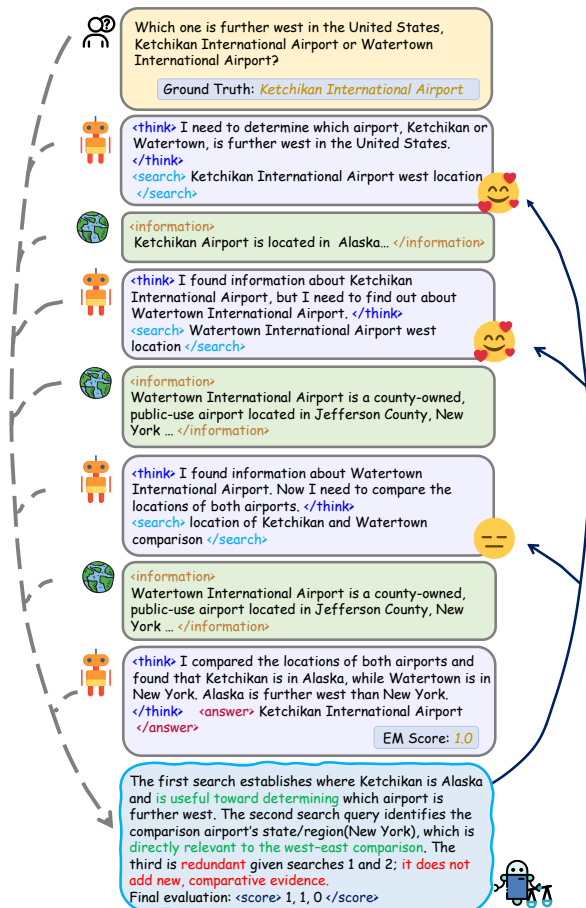 Which one is further west in the United States,
Ketchikan International Airport or Watertown
International Airport?
Ground Truth: Ketchikan International Airport
<think> I need to determine which airport, Ketchikan or
Watertown, is further west in the United States.
</think>
<search> Ketchikan International Airport west location
</search>
<information>
Ketchikan Airport is located in Alaska... </information>
<think> I found information about Ketchikan
International Airport, but I need to find out about
Watertown International Airport. </think>
<search> Watertown International Airport west
location </search>
<information>
Watertown International Airport is a county-owned,
public-use airport located in Jefferson County, New
York ... </information>
<think> I found information about Watertown
International Airport. Now I need to compare the
locations of both airports. </think>
<search> location of Ketchikan and Watertown
comparison </search>
<information>
Watertown International Airport is a county-owned,
public-use airport located in Jefferson County, New
York ... </information>
<think> I compared the locations of both airports and
found that Ketchikan is in Alaska, while Watertown is in
New York. Alaska is further west than New York.
</think> <answer> Ketchikan International Airport
</answer>
EM Score: 1.0
The first search establishes where Ketchikan is Alaska
and is useful toward determining which airport is
further west. The second search query identifies the
comparison airport's state/region(New York), which is
directly relevant to the west-east comparison. The
third is redundant given searches 1 and 2; it does not
add new, comparative evidence.
Final evaluation: <score> 1, 1, 0 </score>